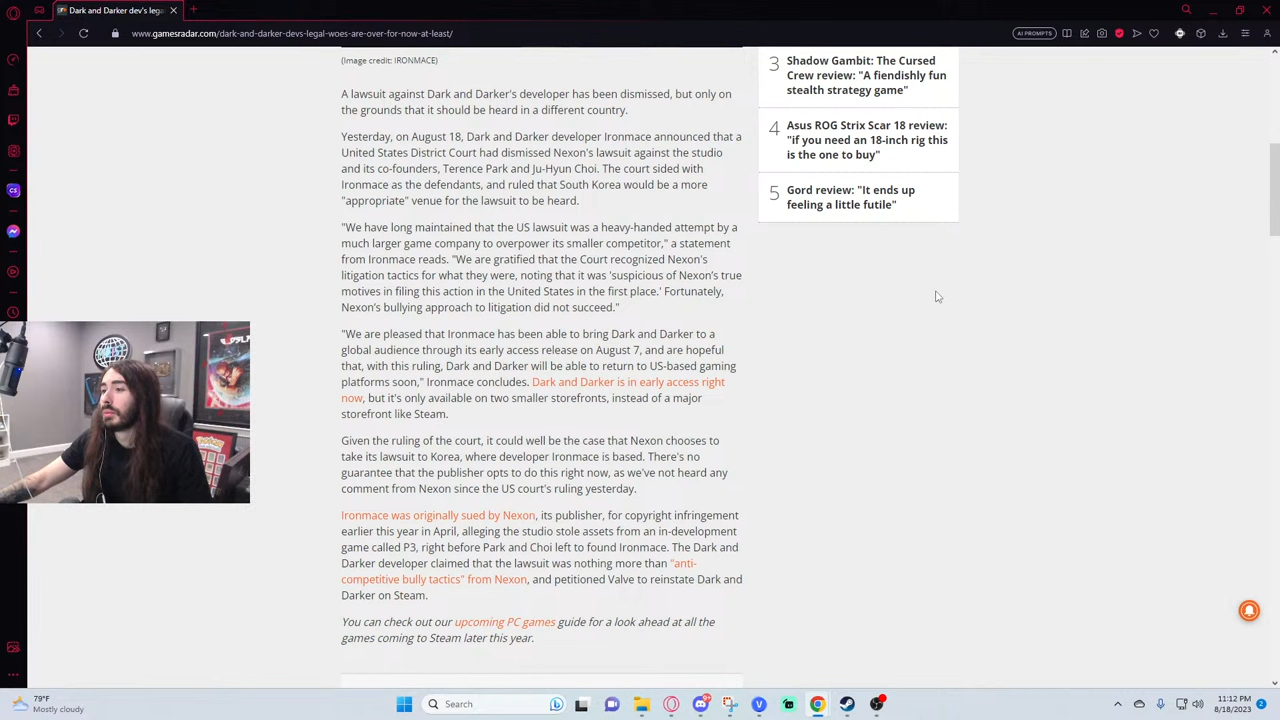 Dark and Darker dev's lega
www.gamesradar.com/dark-and-darker-devs-legal-woes-are-over-for-now-at-least/
AI PROMPTS
(Image credit: IRONMACE)
A lawsuit against Dark and Darker's developer has been dismissed, but only on
the grounds that it should be heard in a different country.
Yesterday, on August 18, Dark and Darker developer Ironmace announced that a
United States District Court had dismissed Nexon's lawsuit against the studio
and its co-founders, Terence Park and Ju-Hyun Choi. The court sided with
Ironmace as the defendants, and ruled that South Korea would be a more
"appropriate" venue for the lawsuit to be heard.
"We have long maintained that the US lawsuit was a heavy-handed attempt by a
much larger game company to overpower its smaller competitor," a statement
from Ironmace reads. "We are gratified that the Court recognized Nexon's
litigation tactics for what they were, noting that it was 'suspicious of Nexon’s true
motives in filing this action in the United States in the first place.' Fortunately,
Nexon’s bullying approach to litigation did not succeed."
"We are pleased that Ironmace has been able to bring Dark and Darker to a
global audience through its early access release on August 7, and are hopeful
that, with this ruling, Dark and Darker will be able to return to US-based gaming
platforms soon," Ironmace concludes. Dark and Darker is in early access right
now, but it's only available on two smaller storefronts, instead of a major
storefront like Steam.
Given the ruling of the court, it could well be the case that Nexon chooses to
take its lawsuit to Korea, where developer Ironmace is based. There's no
guarantee that the publisher opts to do this right now, as we've not heard any
comment from Nexon since the US court's ruling yesterday.
Ironmace was originally sued by Nexon, its publisher, for copyright infringement
earlier this year in April, alleging the studio stole assets from an in-development
game called P3, right before Park and Choi left to found Ironmace. The Dark and
Darker developer claimed that the lawsuit was nothing more than "anti-
competitive bully tactics" from Nexon, and petitioned Valve to reinstate Dark and
Darker on Steam.
You can check out our upcoming PC games guide for a look ahead at all the
games coming to Steam later this year.
3
Shadow Gambit: The Cursed
Crew review: "A fiendishly fun
stealth strategy game"
4
Asus ROG Strix Scar 18 review:
"if you need an 18-inch rig this
is the one to buy"
5
Gord review: "It ends up
feeling a little futile"
79°F
Mostly cloudy
Search
11:12 PM
8/18/2023